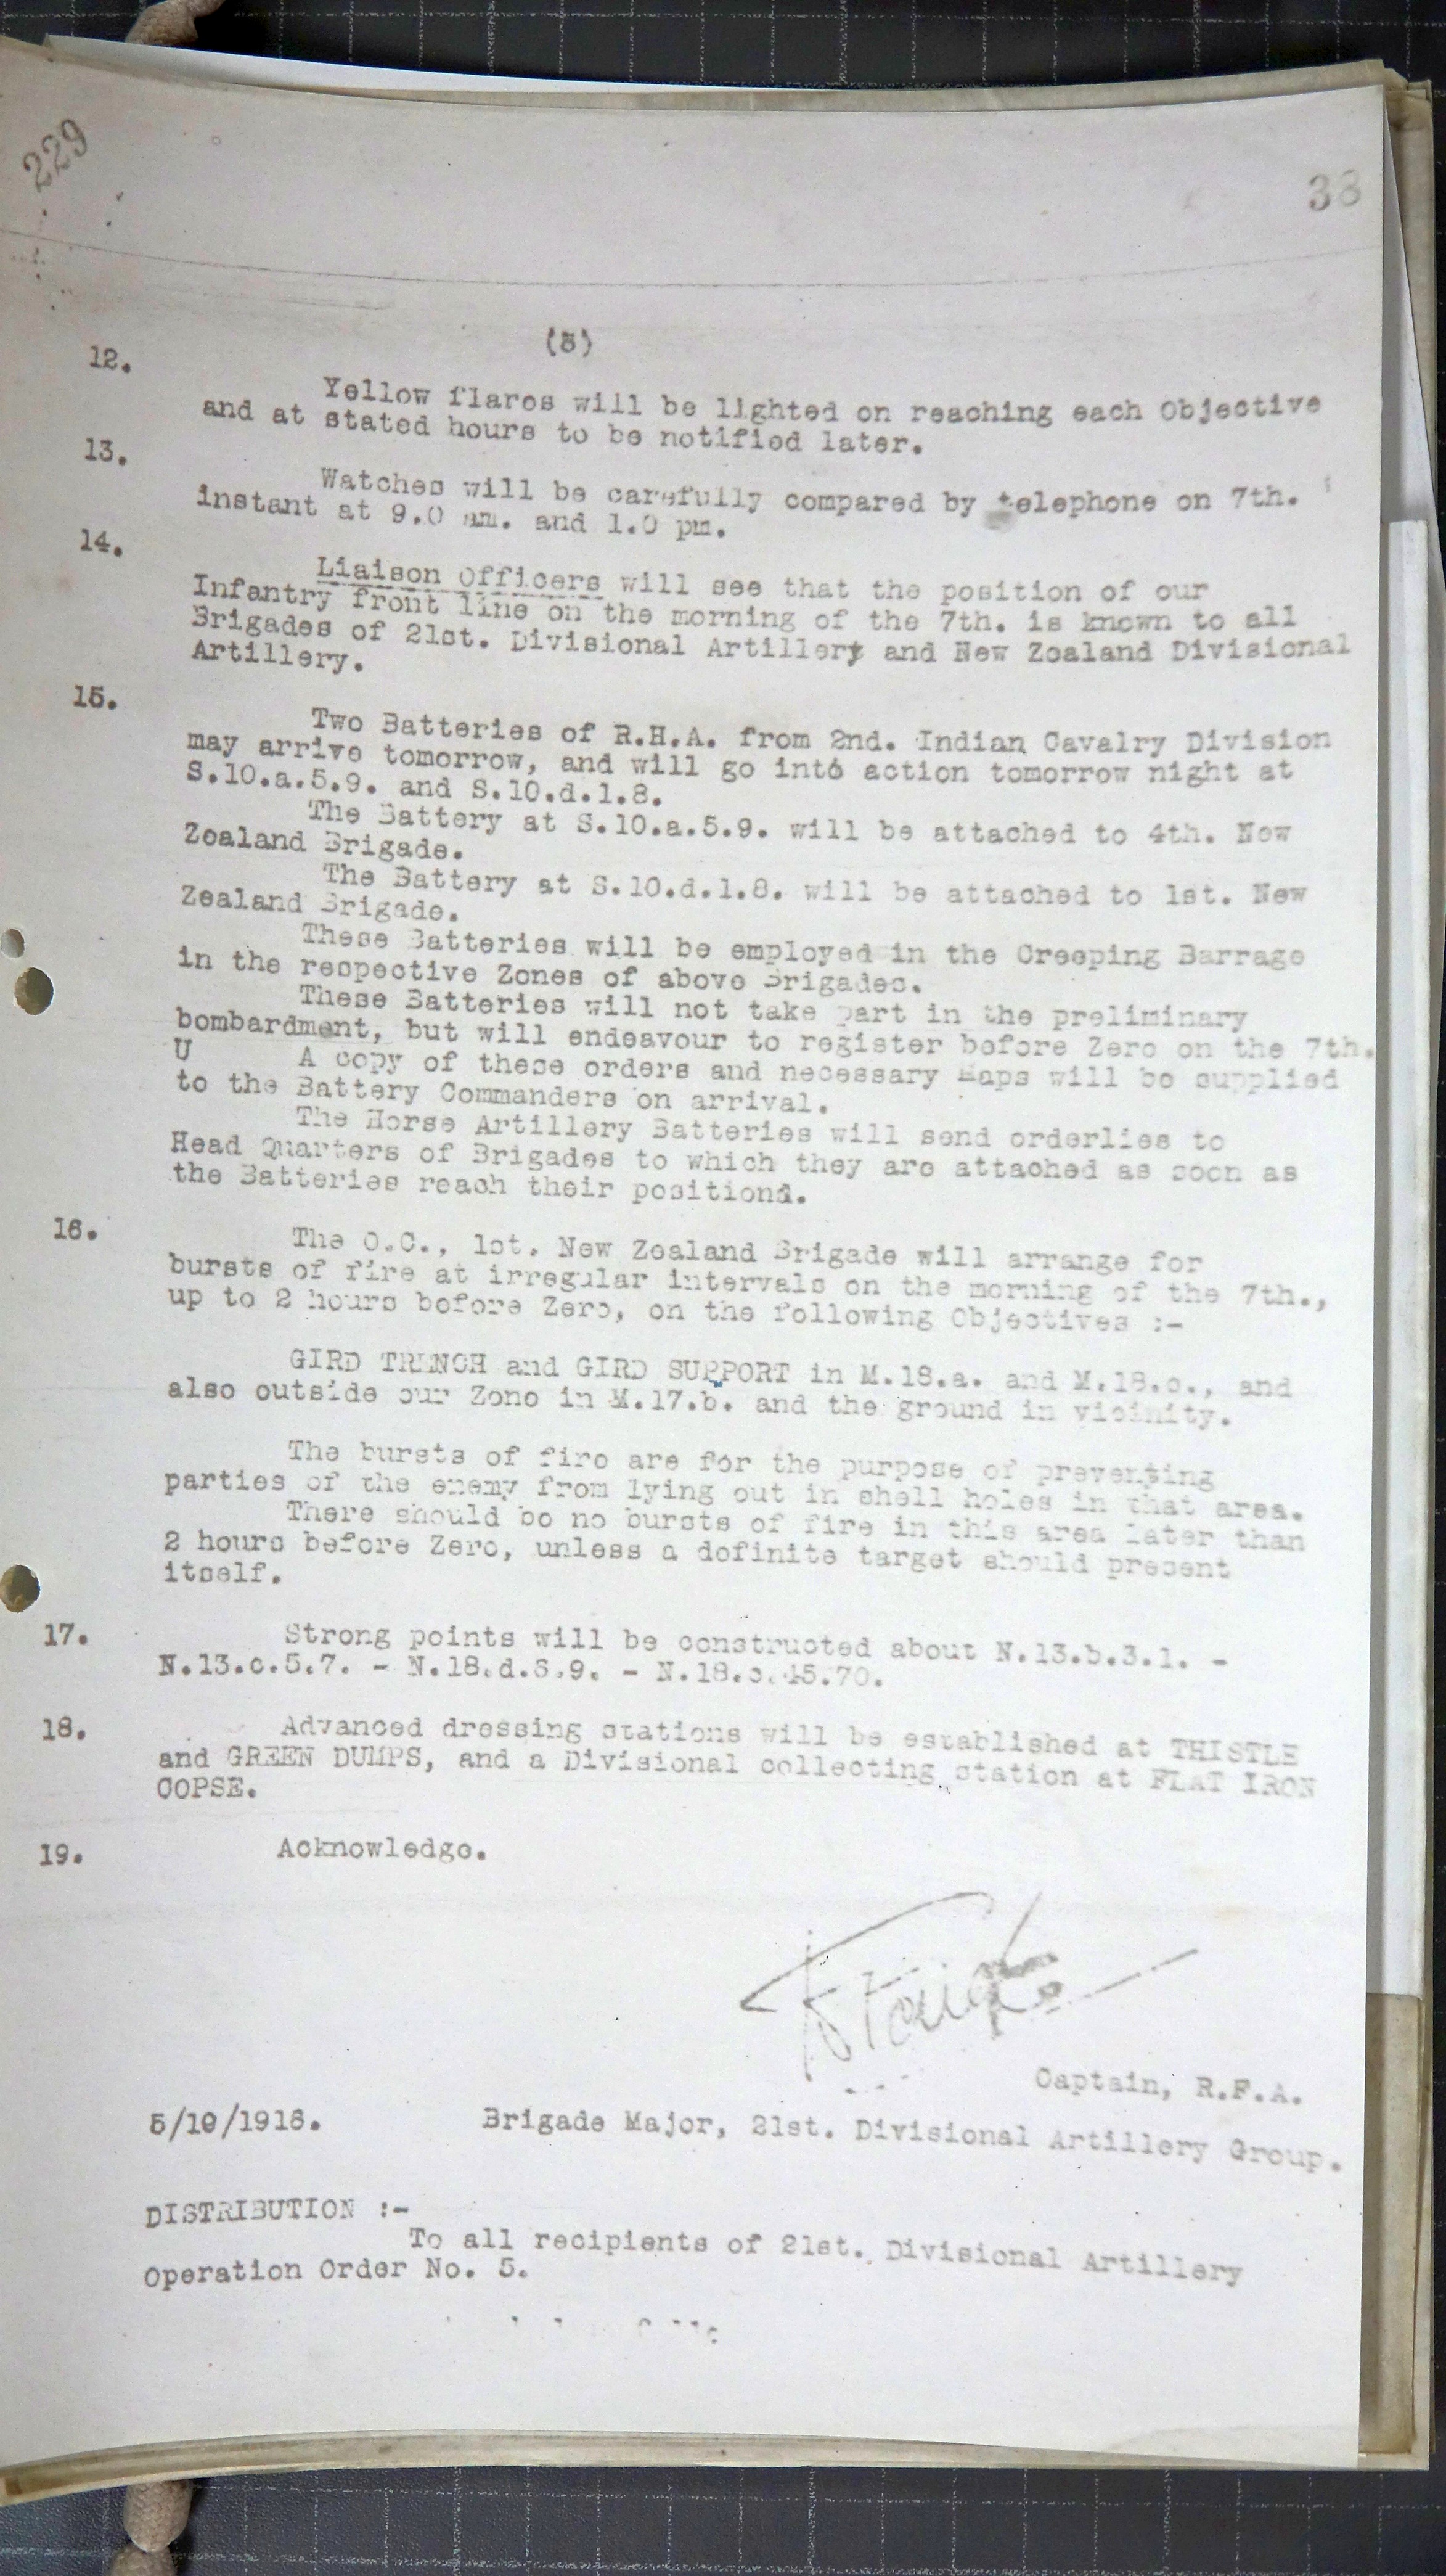 229
38
(3)
12.
Yellow flares will be lighted on reaching each Objective
and at stated hours to be notified later.
13.
Watches will be carefully compared by telephone on 7th.
instant at 9.0 am. and 1.0 pm.
14.
Liaison Officers will see that the position of our
Infantry front line on the morning of the 7th. is known to all
Brigades of 21st. Divisional Artillery and New Zealand Divisional
Artillery.
15.
Two Batteries of R.H.A. from 2nd. Indian Cavalry Division
may arrive tomorrow, and will go into action tomorrow night at
S.10.a.5.9. and S.10.d.1.8.
The Battery at S.10.a.5.9. will be attached to 4th. New
Zealand Brigade.
The Battery at S.10.d.1.8. will be attached to 1st. New
Zealand Brigade.
These Batteries will be employed in the Creeping Barrage
in the respective Zones of above Brigades.
These Batteries will not take part in the preliminary
bombardment, but will endeavour to register before Zero on the 7th.
U A copy of these orders and necessary Maps will be supplied
to the Battery Commanders on arrival.
The Horse Artillery Batteries will send orderlies to
Head Quarters of Brigades to which they are attached as soon as
the Batteries reach their positions.
16.
The O.C., 1st. New Zealand Brigade will arrange for
bursts of fire at irregular intervals on the morning of the 7th.,
up to 2 hours before Zero, on the following Objectives :-
GIRD TRENCH and GIRD SUPPORT in M.18.a. and M.18.c., and
also outside our Zone in M.17.b. and the ground in vicinity.
The bursts of fire are for the purpose of preventing
parties of the enemy from lying out in shell holes in that area.
There should be no bursts of fire in this area later than
2 hours before Zero, unless a definite target should present
itself.
17.
Strong points will be constructed about N.13.b.3.1. -
N.13.c.5.7. - N.18.d.6.9. - N.18.c.45.70.
18.
Advanced dressing stations will be established at THISTLE
and GREEN DUMPS, and a Divisional collecting station at FLAT IRON
COPSE.
19.
Acknowledge.
Captain, R.F.A.
5/10/1916.
Brigade Major, 21st. Divisional Artillery Group.
DISTRIBUTION :-
To all recipients of 21st. Divisional Artillery
Operation Order No. 5.